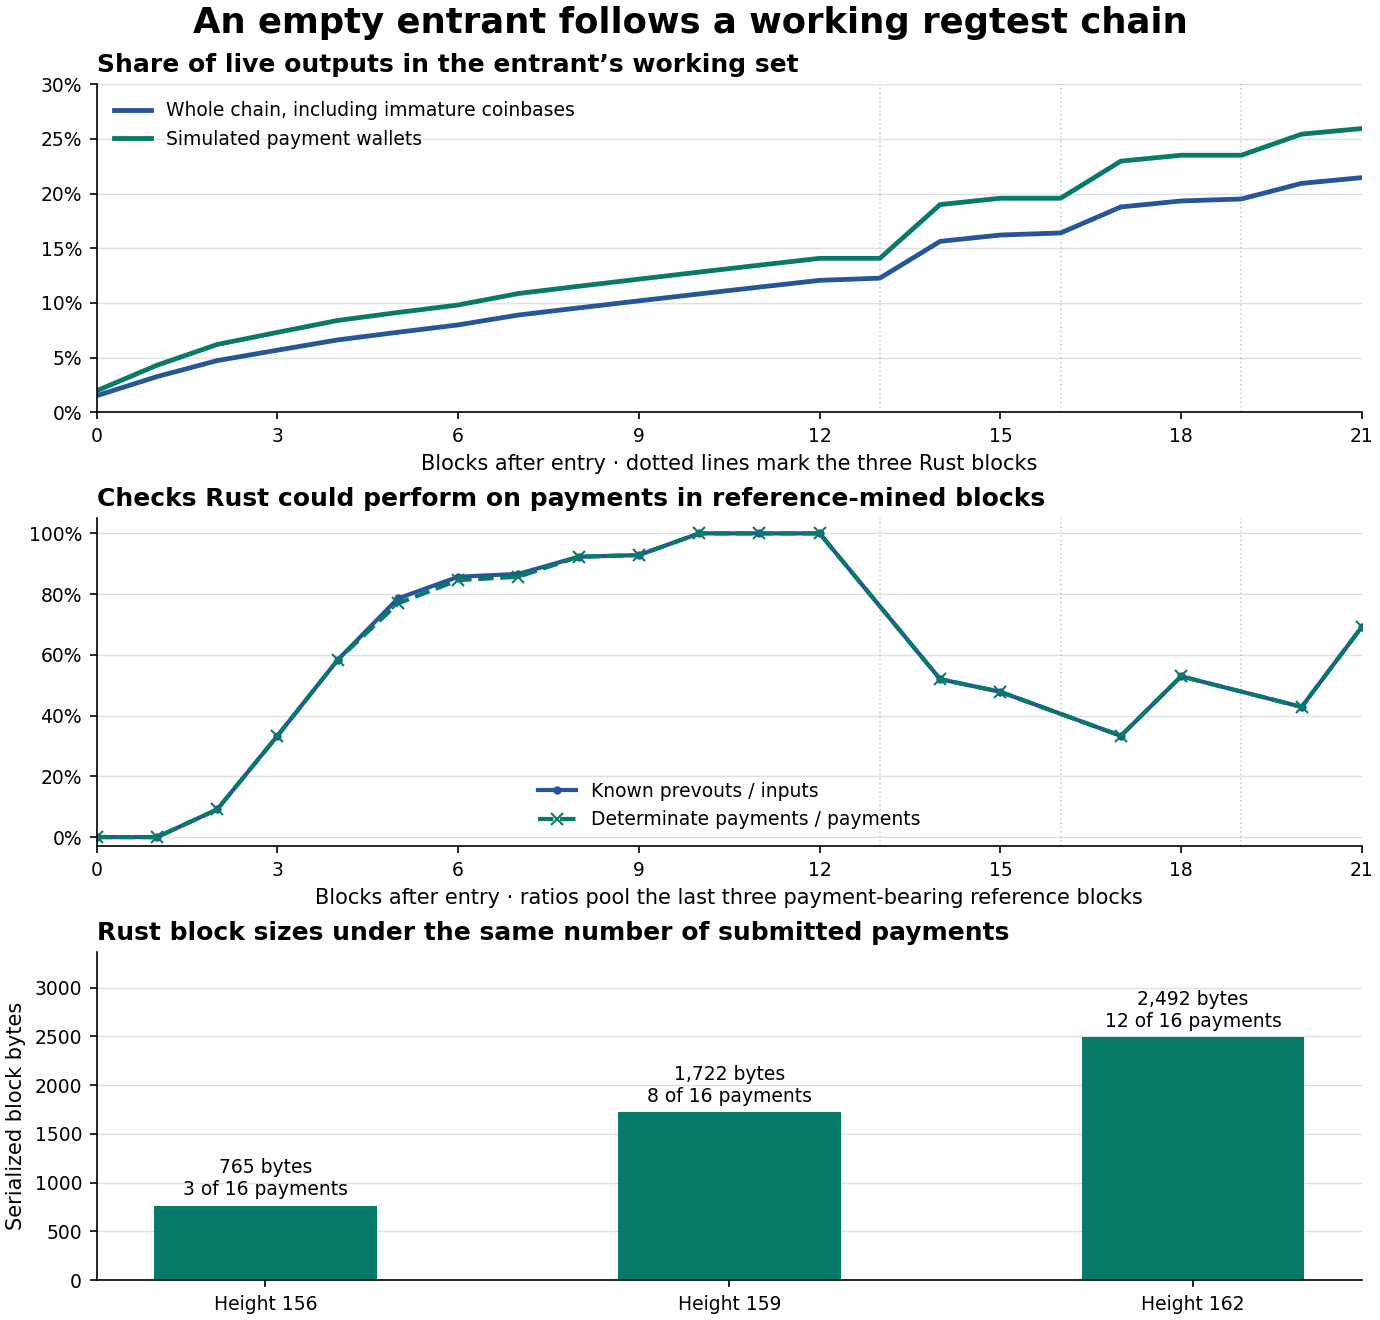 An empty entrant follows a working regtest chain
Share of live outputs in the entrant’s working set
30%
25%
20%
15%
10%
5%
0%
Whole chain, including immature coinbases
Simulated payment wallets
0 3 6 9 12 15 18 21
Blocks after entry · dotted lines mark the three Rust blocks
Checks Rust could perform on payments in reference-mined blocks
100%
80%
60%
40%
20%
0%
Known prevouts / inputs
Determinate payments / payments
0 3 6 9 12 15 18 21
Blocks after entry · ratios pool the last three payment-bearing reference blocks
Rust block sizes under the same number of submitted payments
Serialized block bytes
3000
2500
2000
1500
1000
500
0
765 bytes
3 of 16 payments
1,722 bytes
8 of 16 payments
2,492 bytes
12 of 16 payments
Height 156 Height 159 Height 162